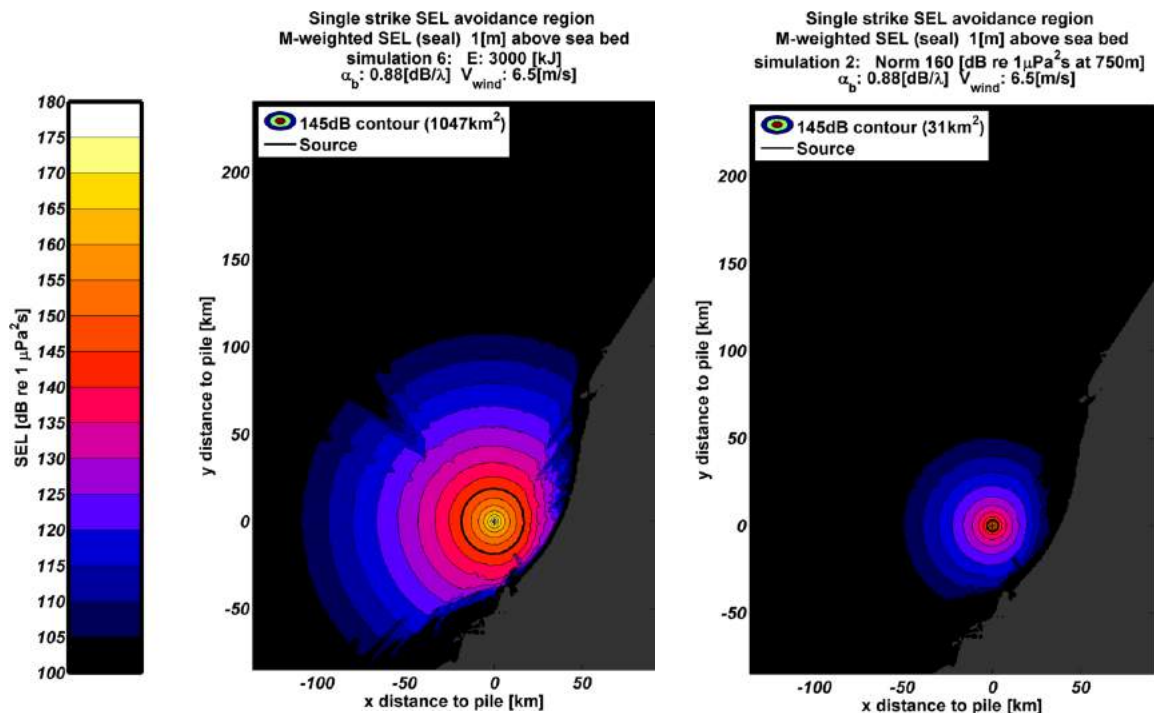 Single strike SEL avoidance region
M-weighted SEL (seal) 1[m] above sea bed
simulation 6: E: 3000 [kJ]
α_b: 0.88[dB/λ] V_wind: 6.5[m/s]
180
175
170
165
160
155
150
145
140
135
130
125
120
115
110
105
100
SEL [dB re 1 μPa²s]
145dB contour (1047km²)
Source
200
150
100
50
0
-50
y distance to pile [km]
-100
-50
0
50
x distance to pile [km]
Single strike SEL avoidance region
M-weighted SEL (seal) 1[m] above sea bed
simulation 2: Norm 160 [dB re 1μPa²s at 750m]
α_b: 0.88[dB/λ] V_wind: 6.5[m/s]
145dB contour (31km²)
Source
200
150
100
50
0
-50
y distance to pile [km]
-100
-50
0
50
x distance to pile [km]